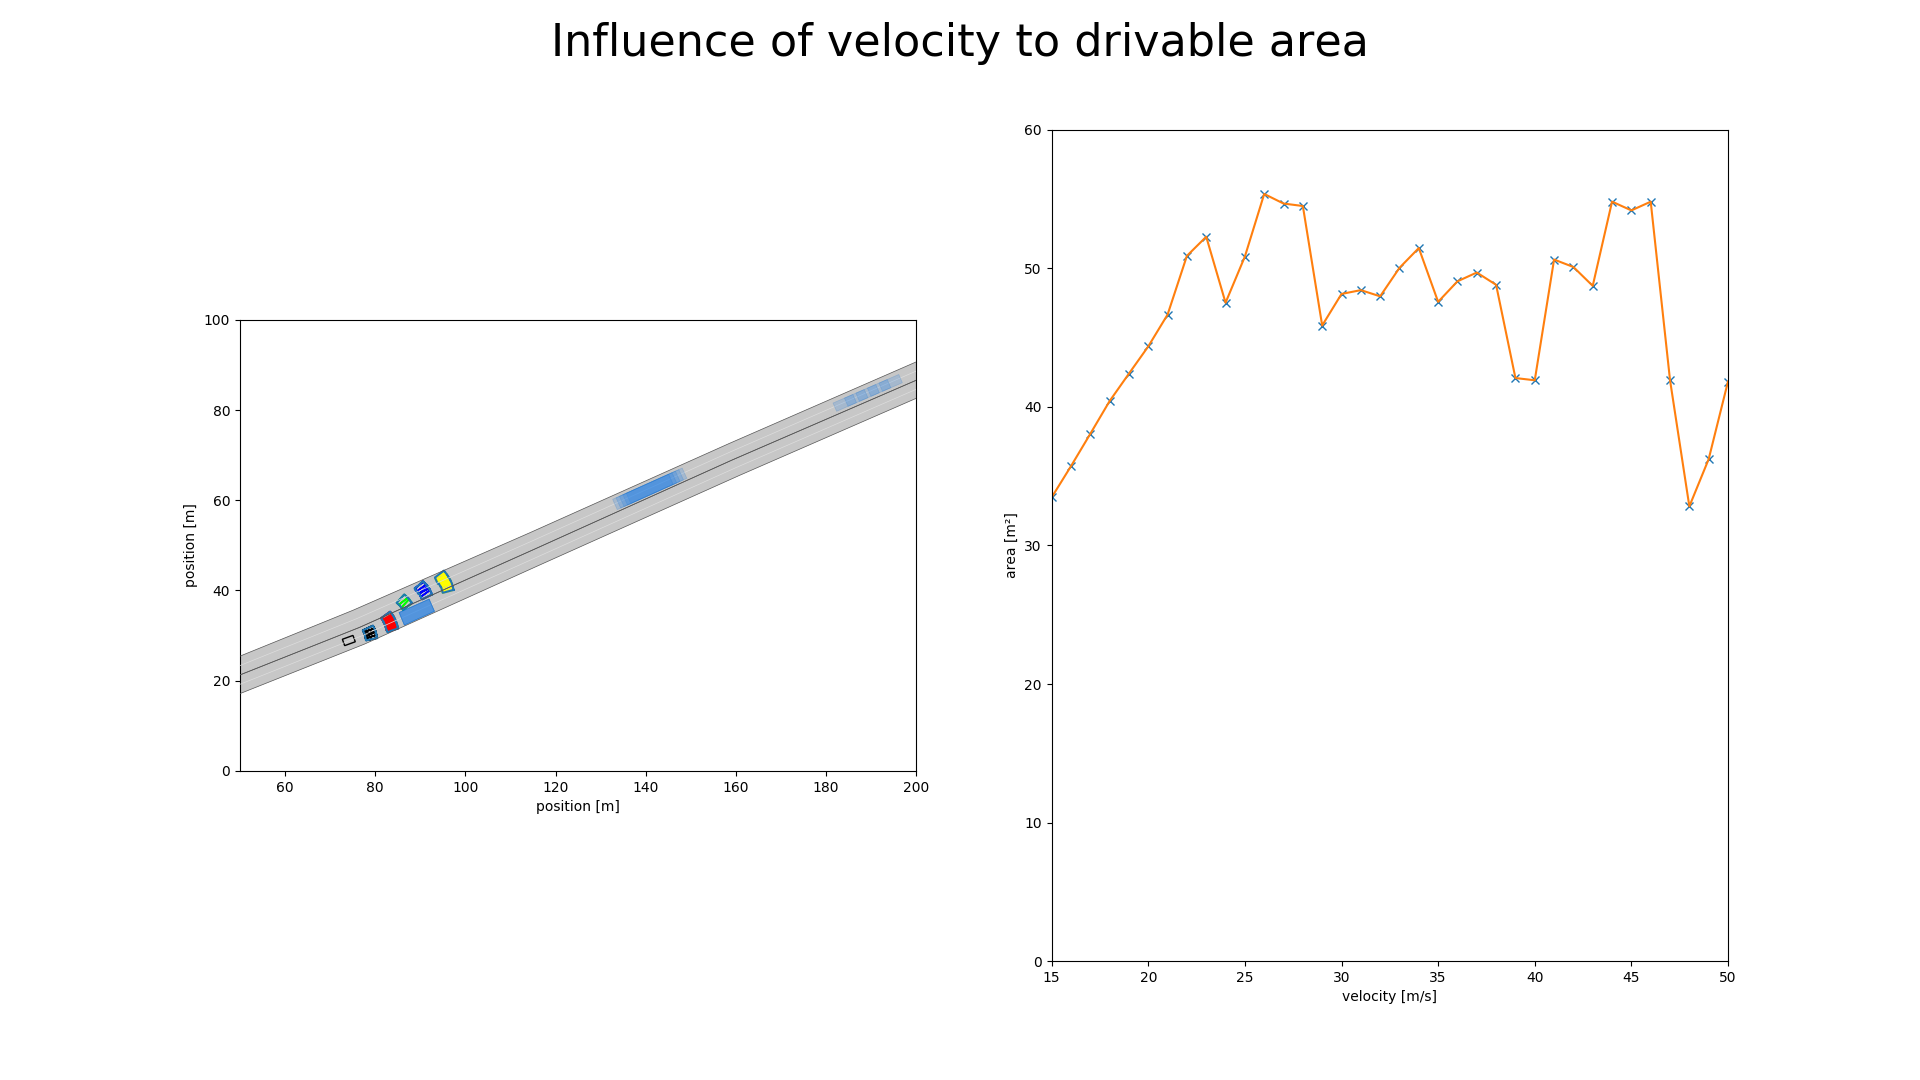 Influence of velocity to drivable area
100
80
60
40
20
0
position [m]
60 80 100 120 140 160 180 200
position [m]
60
50
40
30
20
10
0
area [m²]
15 20 25 30 35 40 45 50
velocity [m/s]